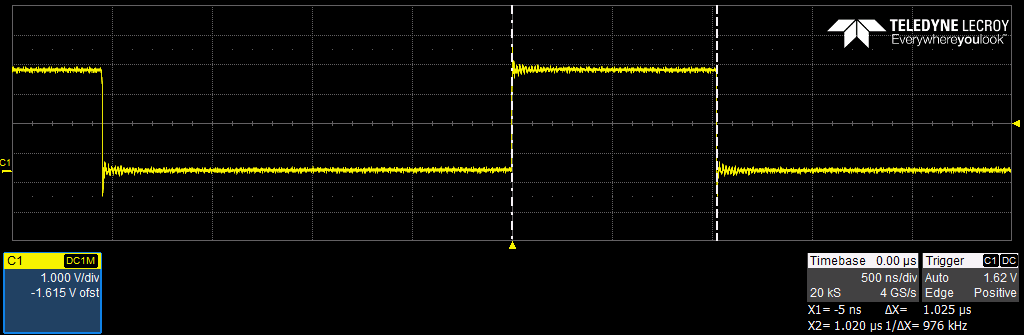 TELEDYNE LECROY
Everywhereyoulook™
C1
C1 DC1M
1.000 V/div
-1.615 V ofst
Timebase 0.00 µs
500 ns/div
20 kS 4 GS/s
Trigger C1 DC
Auto 1.62 V
Edge Positive
X1= -5 ns ΔX= 1.025 µs
X2= 1.020 µs 1/ΔX= 976 kHz